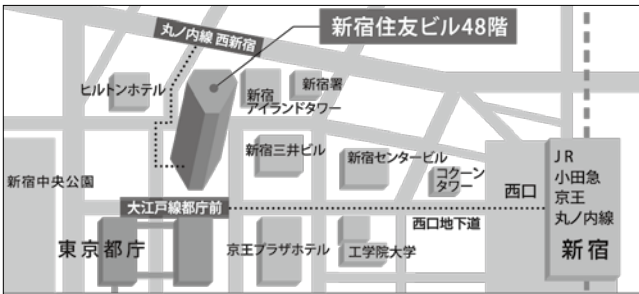 丸ノ内線 西新宿
新宿住友ビル48階
ヒルトンホテル
新宿
アイランドタワー
新宿署
新宿三井ビル
新宿センタービル
コクーン
タワー
新宿中央公園
大江戸線都庁前
西口
西口地下道
JR
小田急
京王
丸ノ内線
新宿
東京都庁
京王プラザホテル
工学院大学